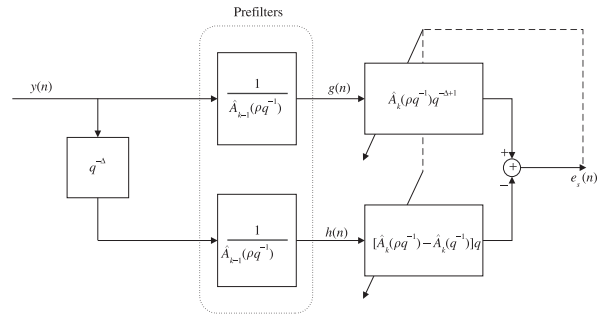 Prefilters
y(n)
1
Â_{k-1}(ρq^{-1})
g(n)
Â_k(ρq^{-1})q^{-Δ+1}
q^{-Δ}
+
+
−
e_s(n)
1
Â_{k-1}(ρq^{-1})
h(n)
[Â_k(ρq^{-1})−Â_k(q^{-1})]q